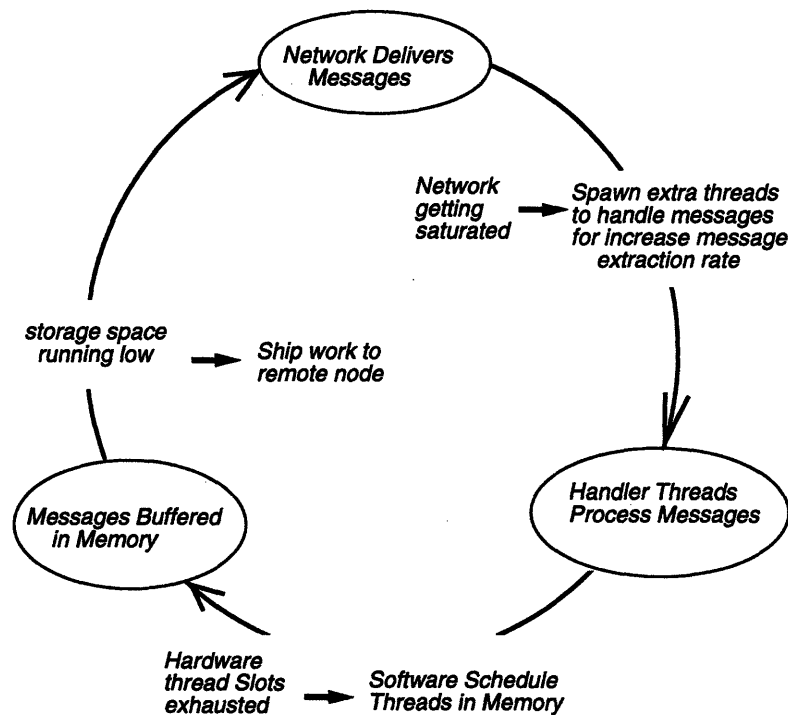 Network Delivers
Messages
Network
getting
saturated
Spawn extra threads
to handle messages
for increase message
extraction rate
storage space
running low
Ship work to
remote node
Messages Buffered
in Memory
Handler Threads
Process Messages
Hardware
thread Slots
exhausted
Software Schedule
Threads in Memory